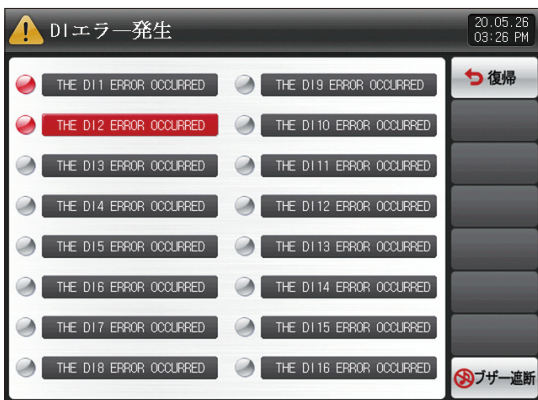 DIエラー発生
20.05.26
03:26 PM
THE DI1 ERROR OCCURRED
THE DI9 ERROR OCCURRED
復帰
THE DI2 ERROR OCCURRED
THE DI10 ERROR OCCURRED
THE DI3 ERROR OCCURRED
THE DI11 ERROR OCCURRED
THE DI4 ERROR OCCURRED
THE DI12 ERROR OCCURRED
THE DI5 ERROR OCCURRED
THE DI13 ERROR OCCURRED
THE DI6 ERROR OCCURRED
THE DI14 ERROR OCCURRED
THE DI7 ERROR OCCURRED
THE DI15 ERROR OCCURRED
THE DI8 ERROR OCCURRED
THE DI16 ERROR OCCURRED
ブザー遮断